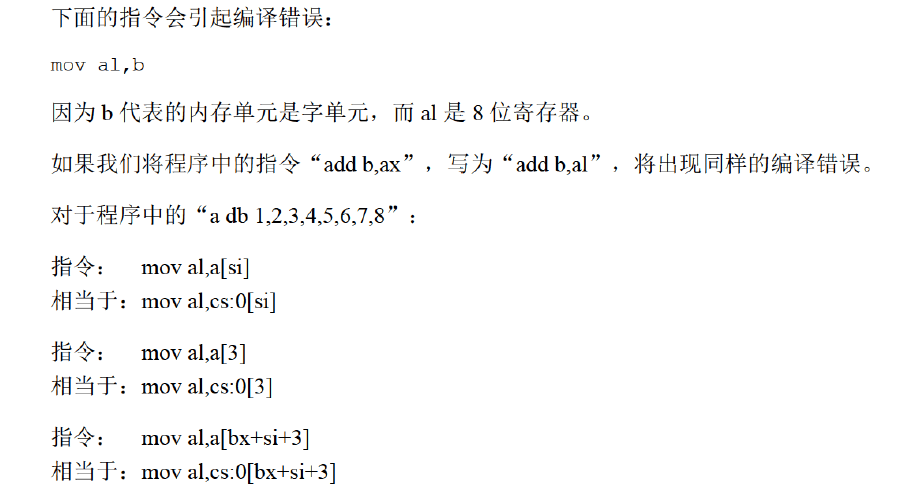 下面的指令会引起编译错误：
mov al,b
因为 b 代表的内存单元是字单元，而 al 是 8 位寄存器。
如果我们将程序中的指令“add b,ax”，写为“add b,al”，将出现同样的编译错误。
对于程序中的“a db 1,2,3,4,5,6,7,8”：
指令： mov al,a[si]
相当于：mov al,cs:0[si]
指令： mov al,a[3]
相当于：mov al,cs:0[3]
指令： mov al,a[bx+si+3]
相当于：mov al,cs:0[bx+si+3]